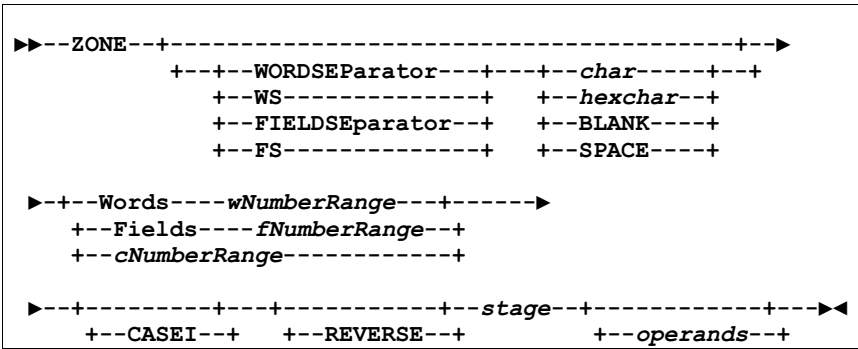 ►►--ZONE--+----------------------------------------+--►
+--+--WORDSEParator---+---+--char-----+--+
+--WS--------------+ +--hexchar--+
+--FIELDSEparator--+ +--BLANK----+
+--FS--------------+ +--SPACE----+
►-+--Words----wNumberRange---+------►
+--Fields----fNumberRange--+
+--cNumberRange------------+
►--+---------+---+-----------+--stage--+------------+---►◄
+--CASEI--+ +--REVERSE--+ +--operands--+